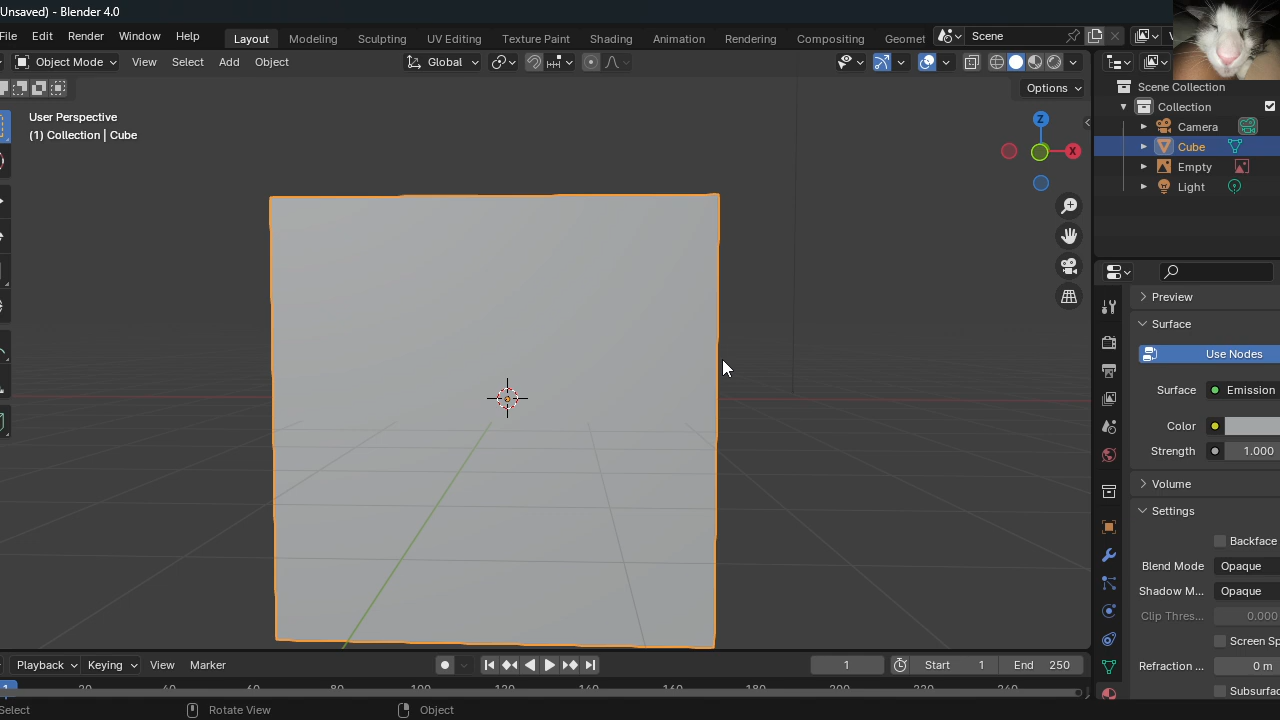 Unsaved) - Blender 4.0
File Edit Render Window Help Layout Modeling Sculpting UV Editing Texture Paint Shading Animation Rendering Compositing Geomet Scene
Object Mode View Select Add Object Global
Options
User Perspective
(1) Collection | Cube
Z
X
Scene Collection
Collection
Camera
Cube
Empty
Light
Preview
Surface
Use Nodes
Surface Emission
Color
Strength 1.000
Volume
Settings
Backface
Blend Mode Opaque
Shadow M... Opaque
Clip Thres... 0.000
Screen Sp
Refraction ... 0 m
Subsurfac
Playback Keying View Marker 1 Start 1 End 250
1 20 40 60 80 100 120 140 160 180 200 220 240
Select Rotate View Object